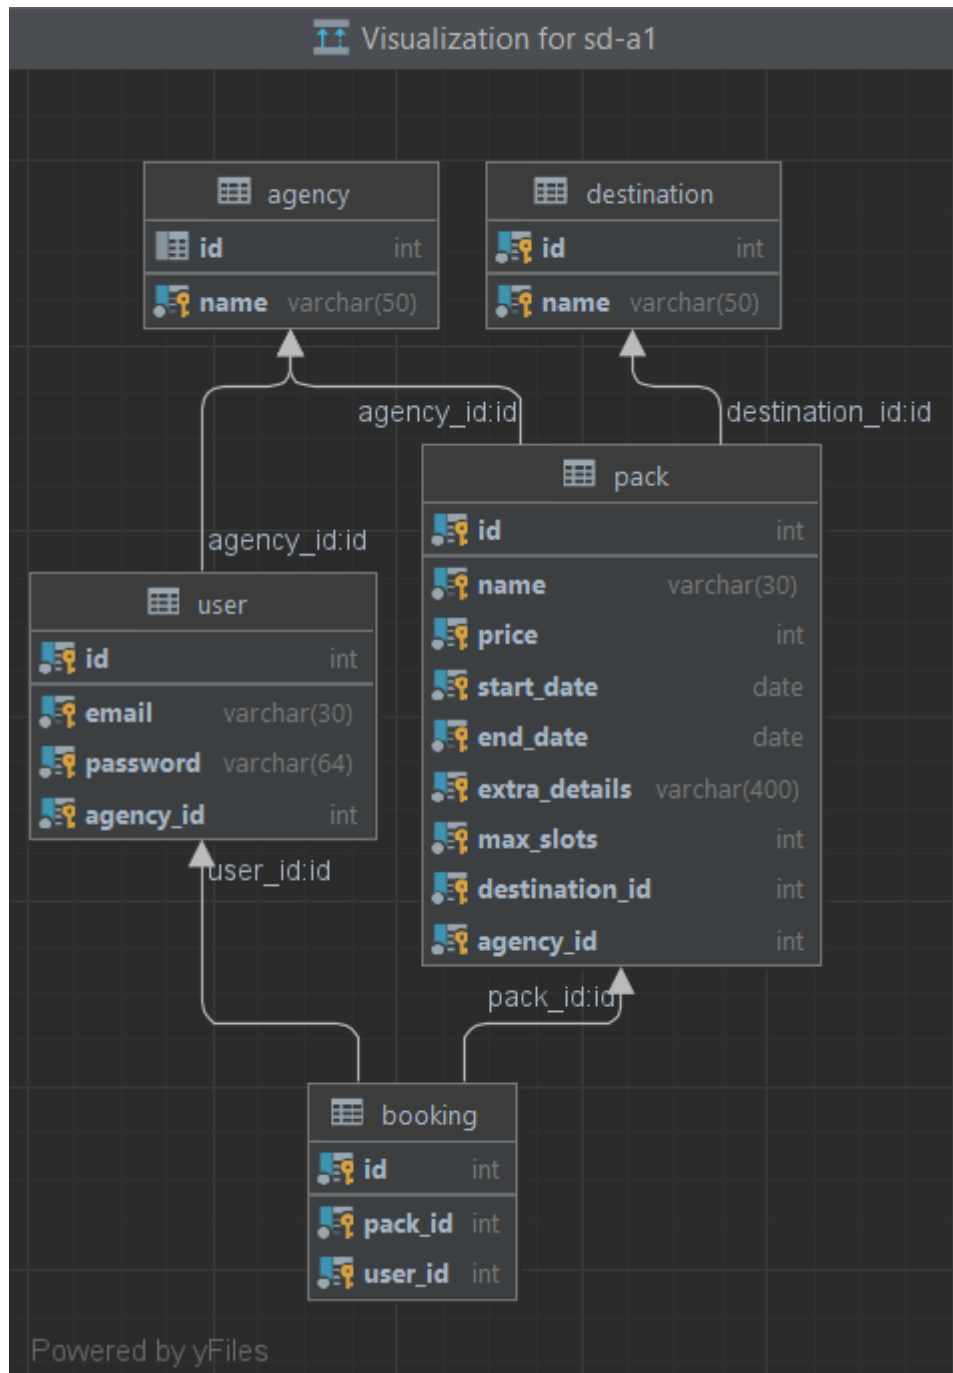 Visualization for sd-a1
agency
id int
name varchar(50)
destination
id int
name varchar(50)
agency_id:id
destination_id:id
pack
id int
name varchar(30)
price int
start_date date
end_date date
extra_details varchar(400)
max_slots int
destination_id int
agency_id int
agency_id:id
user
id int
email varchar(30)
password varchar(64)
agency_id int
user_id:id
pack_id:id
booking
id int
pack_id int
user_id int
Powered by yFiles